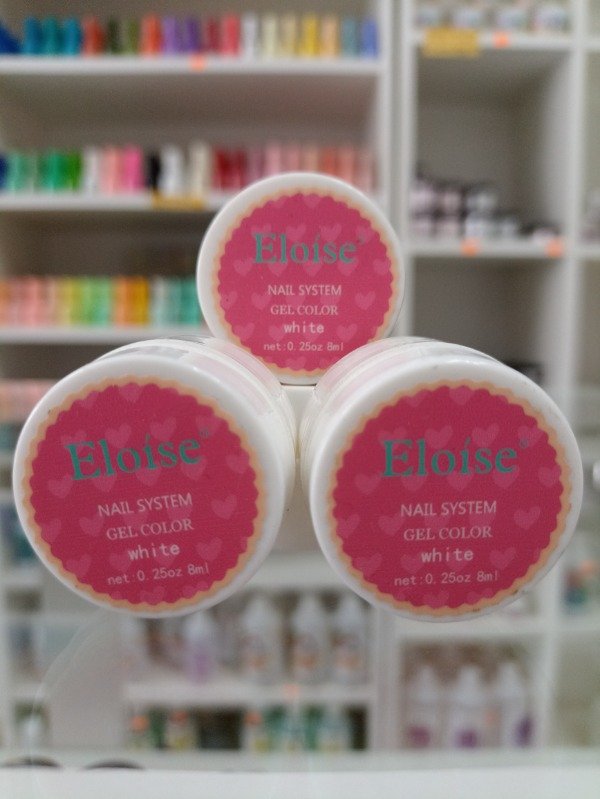 Eloise®
NAIL SYSTEM
GEL COLOR
white
net:0.25oz 8ml
Eloise®
NAIL SYSTEM
GEL COLOR
white
net:0.25oz 8ml
Eloise®
NAIL SYSTEM
GEL COLOR
white
net:0.25oz 8ml